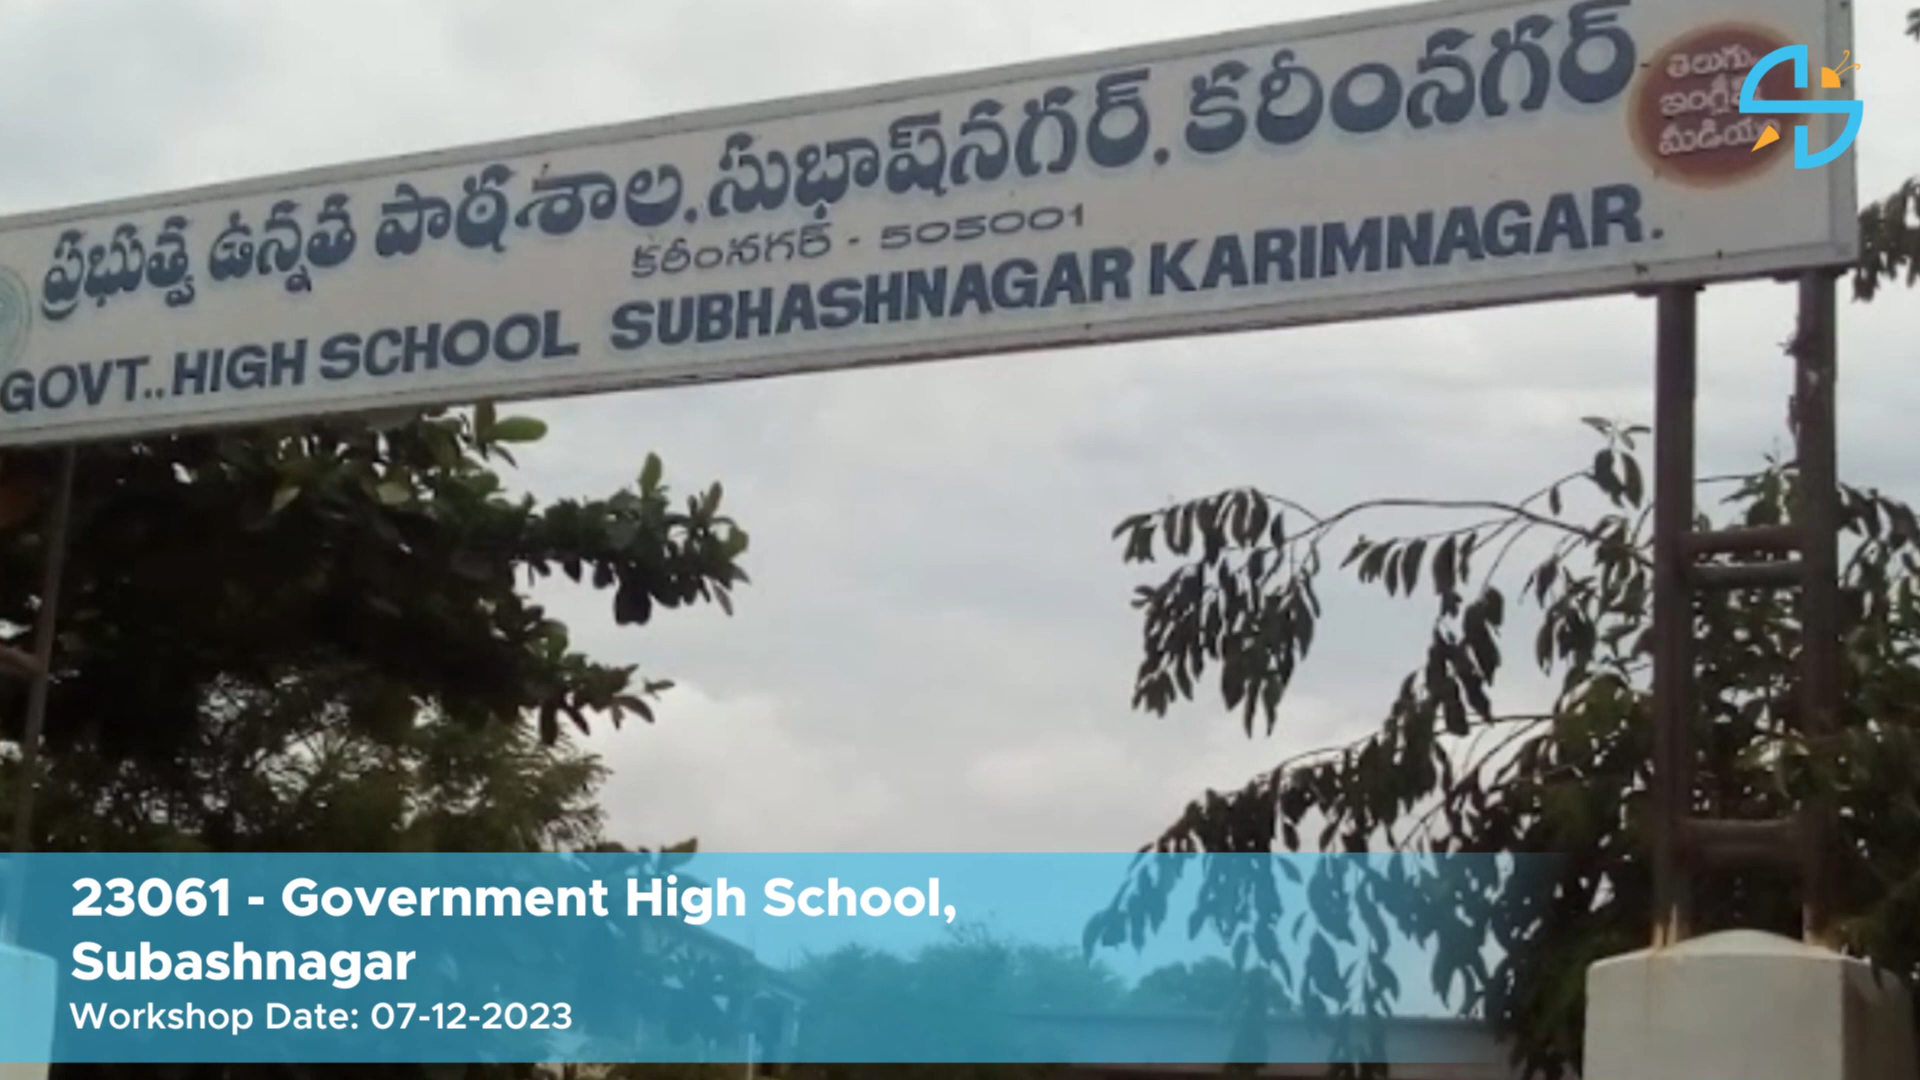 ప్రభుత్వ ఉన్నత పాఠశాల, సుభాష్‌నగర్, కరీంనగర్
కరీంనగర్ - 505001
GOVT.. HIGH SCHOOL SUBHASHNAGAR KARIMNAGAR.
తెలుగు
మీడియం
23061 - Government High School,
Subashnagar
Workshop Date: 07-12-2023